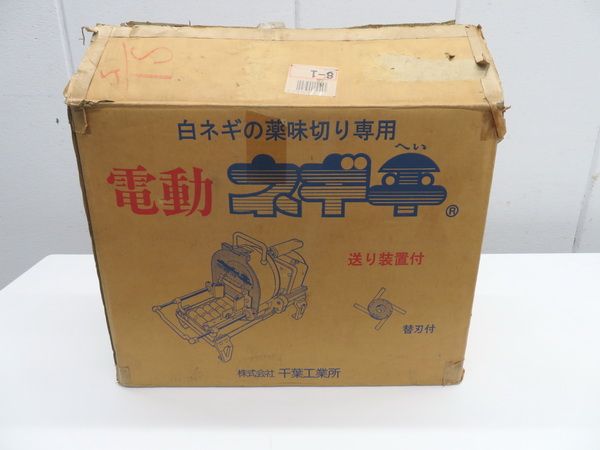 T-8
白ネギの薬味切り専用
へい
電動 ネギ平®
送り装置付
替刃付
株式会社 千葉工業所